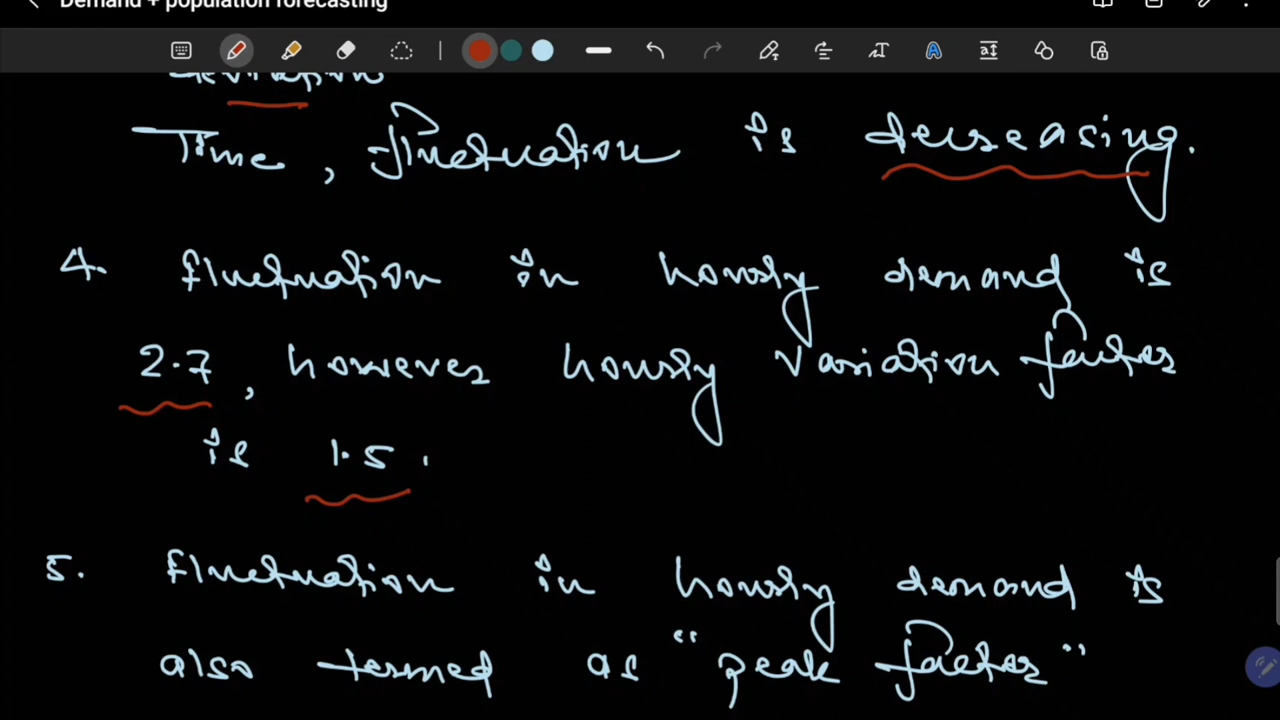 Demand + population forecasting
Time, fluctuation is decreasing.
4. fluctuation in hourly demand is
2.7, however hourly variation factor
is 1.5.
5. fluctuation in hourly demand is
also termed as "peak factor"